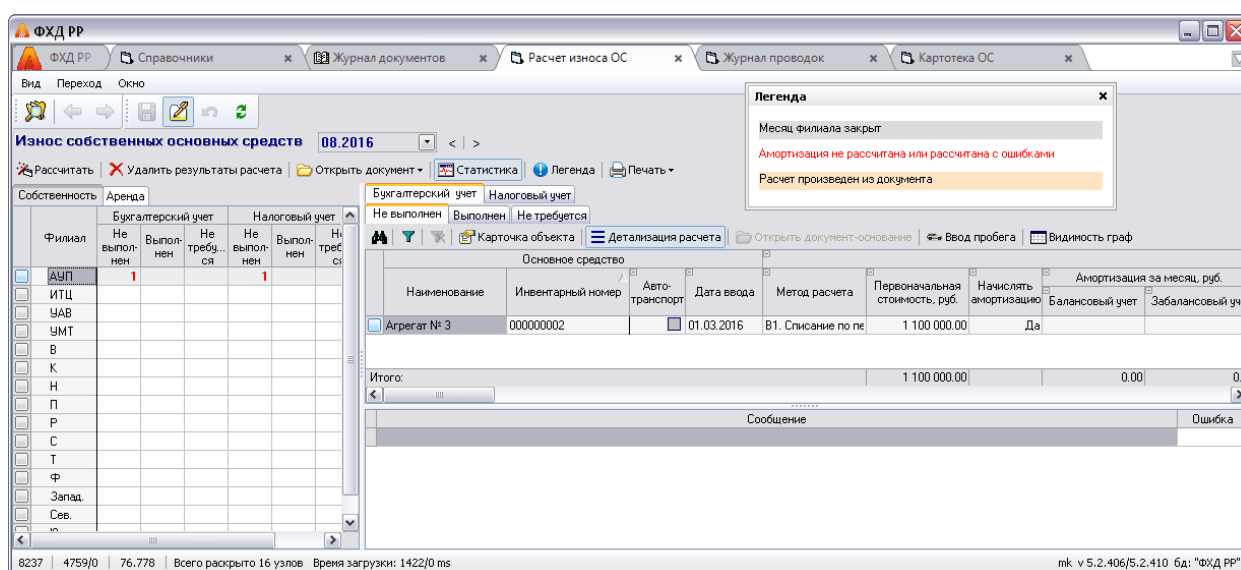 ФХД РР
ФХД РР Справочники Журнал документов Расчет износа ОС Журнал проводок Картотека ОС
Вид Переход Окно
Легенда
Месяц филиала закрыт
Амортизация не рассчитана или рассчитана с ошибками
Расчет произведен из документа
Износ собственных основных средств 08.2016 < | >
Рассчитать Удалить результаты расчета Открыть документ Статистика Легенда Печать
Собственность Аренда
Бухгалтерский учет Налоговый учет
Не выполнен Выполнен Не требуется
Карточка объекта Детализация расчета Открыть документ-основание Ввод пробега Видимость граф
Филиал
Бухгалтерский учет Налоговый учет
Не выпол-нен Выпол-нен Не требу... ся Не выпол-нен Выпол-нен
Основное средство
Наименование Инвентарный номер Авто-транспорт Дата ввода Метод расчета Первоначальная стоимость, руб. Начислять амортизацию Амортизация за месяц, руб.
Балансовый учет Забалансовый уч
АУП 1 1
ИТЦ
УАВ
УМТ
В
К
Н
П
Р
С
Т
Ф
Запад.
Сев.
Агрегат № 3 000000002 01.03.2016 В1. Списание по пе 1 100 000.00 Да
Итого: 1 100 000.00 0.00 0.
Сообщение Ошибка
8237 4759/0 76.778 Всего раскрыто 16 узлов Время загрузки: 1422/0 ms mk v 5.2.406/5.2.410 бд: "ФХД РР"